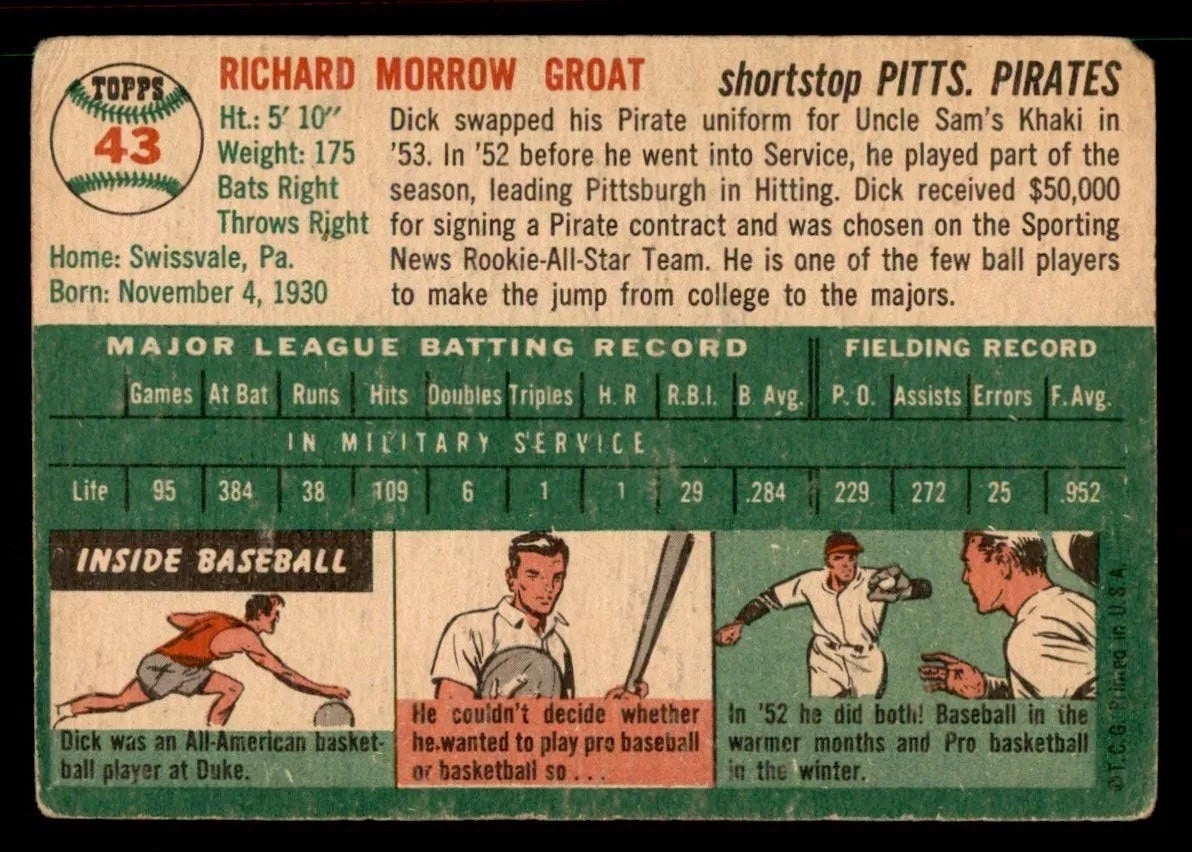 TOPPS
43
RICHARD MORROW GROAT
shortstop PITTS. PIRATES
Ht.: 5' 10"
Weight: 175
Bats Right
Throws Right
Home: Swissvale, Pa.
Born: November 4, 1930
Dick swapped his Pirate uniform for Uncle Sam's Khaki in
'53. In '52 before he went into Service, he played part of the
season, leading Pittsburgh in Hitting. Dick received $50,000
for signing a Pirate contract and was chosen on the Sporting
News Rookie-All-Star Team. He is one of the few ball players
to make the jump from college to the majors.
MAJOR LEAGUE BATTING RECORD FIELDING RECORD
Games At Bat Runs Hits Doubles Triples H. R R.B.I. B Avg. P. O. Assists Errors F. Avg.
IN MILITARY SERVICE
Life 95 384 38 109 6 1 1 29 .284 229 272 25 .952
INSIDE BASEBALL
Dick was an All-American basket-
ball player at Duke.
He couldn't decide whether
he wanted to play pro baseball
or basketball so . . .
In '52 he did both! Baseball in the
warmer months and Pro basketball
in the winter.
© T.C.G. Printed in U.S.A.